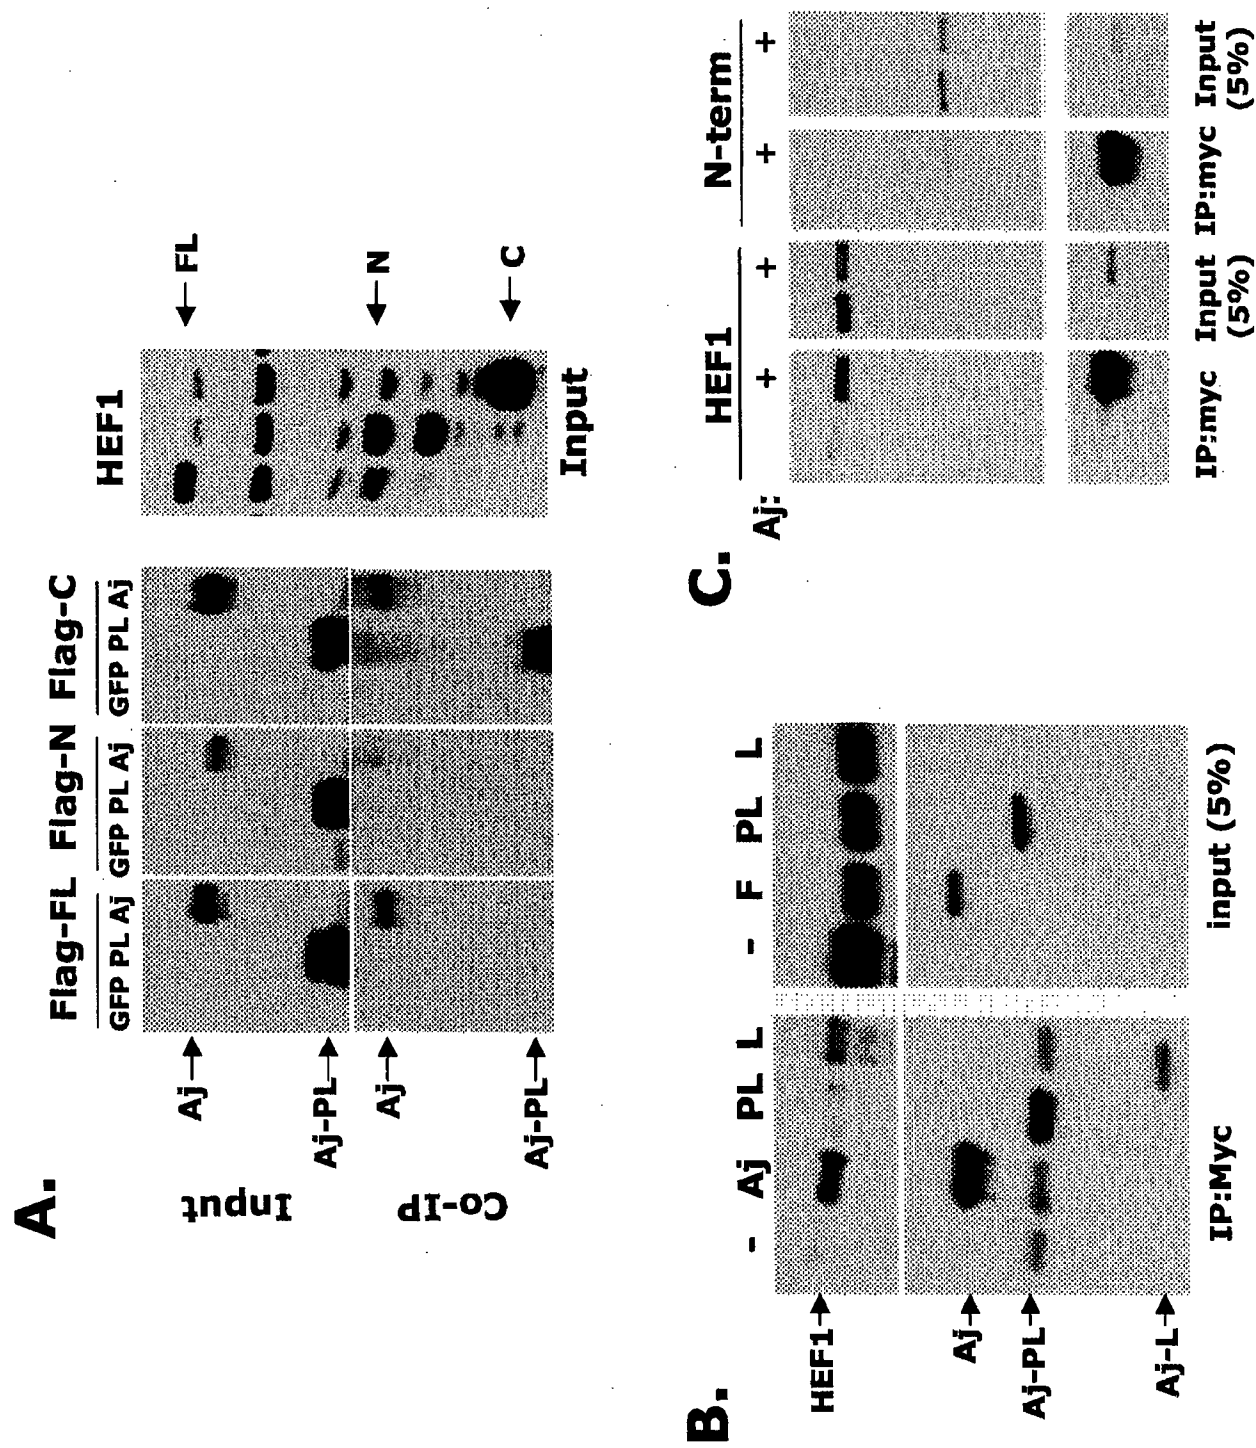 A.
Flag-FL Flag-N Flag-C
GFP PL Aj GFP PL Aj GFP PL Aj
HEF1
Input
Aj
Aj-PL
FL
N
C
Co-IP
Aj
Aj-PL
Input
B.
- Aj PL L - F PL L
HEF1
Aj
Aj-PL
Aj-L
IP:Myc input (5%)
C.
HEF1 N-term
Aj: + + + +
IP:myc Input (5%) IP:myc Input (5%)